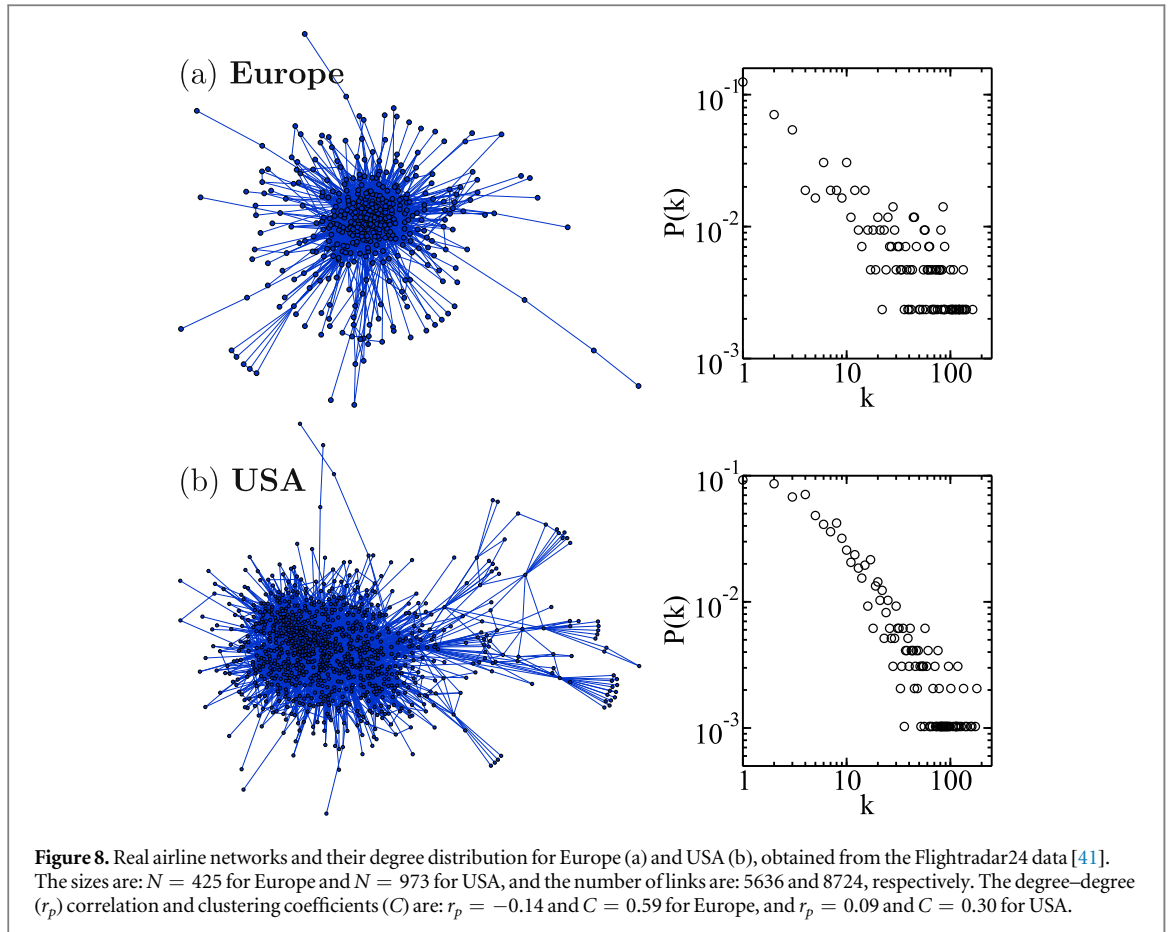 (a) Europe
10^-1
10^-2
10^-3
P(k)
1 10 100
k
(b) USA
10^-1
10^-2
10^-3
P(k)
1 10 100
k
Figure 8. Real airline networks and their degree distribution for Europe (a) and USA (b), obtained from the Flightradar24 data [41].
The sizes are: N = 425 for Europe and N = 973 for USA, and the number of links are: 5636 and 8724, respectively. The degree–degree
(r_p) correlation and clustering coefficients (C) are: r_p = −0.14 and C = 0.59 for Europe, and r_p = 0.09 and C = 0.30 for USA.